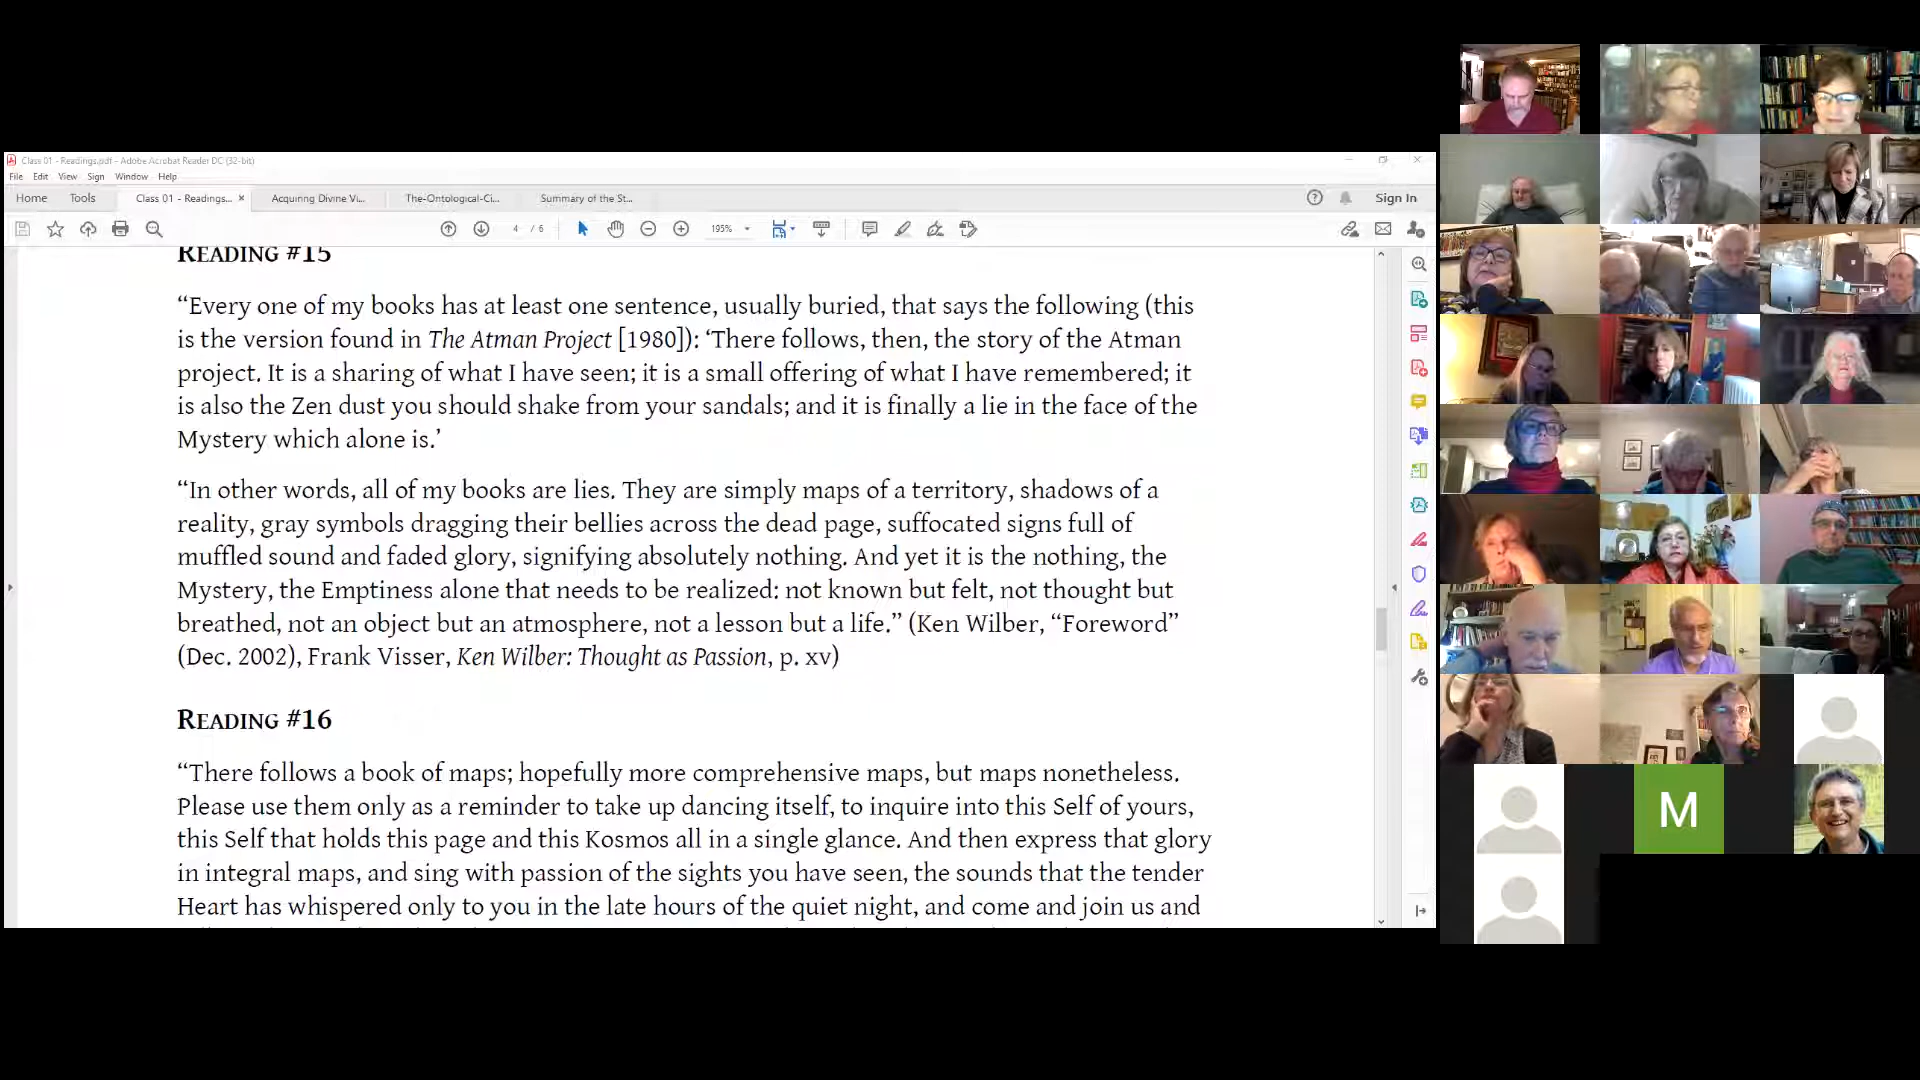 Class 01 - Readings.pdf - Adobe Acrobat Reader DC (32-bit)
File Edit View Sign Window Help
Home Tools Class 01 - Readings... × Acquiring Divine Vi... The-Ontological-Ci... Summary of the St... Sign In
4 / 6 195%
READING #15
“Every one of my books has at least one sentence, usually buried, that says the following (this
is the version found in The Atman Project [1980]): ‘There follows, then, the story of the Atman
project. It is a sharing of what I have seen; it is a small offering of what I have remembered; it
is also the Zen dust you should shake from your sandals; and it is finally a lie in the face of the
Mystery which alone is.’
“In other words, all of my books are lies. They are simply maps of a territory, shadows of a
reality, gray symbols dragging their bellies across the dead page, suffocated signs full of
muffled sound and faded glory, signifying absolutely nothing. And yet it is the nothing, the
Mystery, the Emptiness alone that needs to be realized: not known but felt, not thought but
breathed, not an object but an atmosphere, not a lesson but a life.” (Ken Wilber, “Foreword”
(Dec. 2002), Frank Visser, Ken Wilber: Thought as Passion, p. xv)
READING #16
“There follows a book of maps; hopefully more comprehensive maps, but maps nonetheless.
Please use them only as a reminder to take up dancing itself, to inquire into this Self of yours,
this Self that holds this page and this Kosmos all in a single glance. And then express that glory
in integral maps, and sing with passion of the sights you have seen, the sounds that the tender
Heart has whispered only to you in the late hours of the quiet night, and come and join us and
M